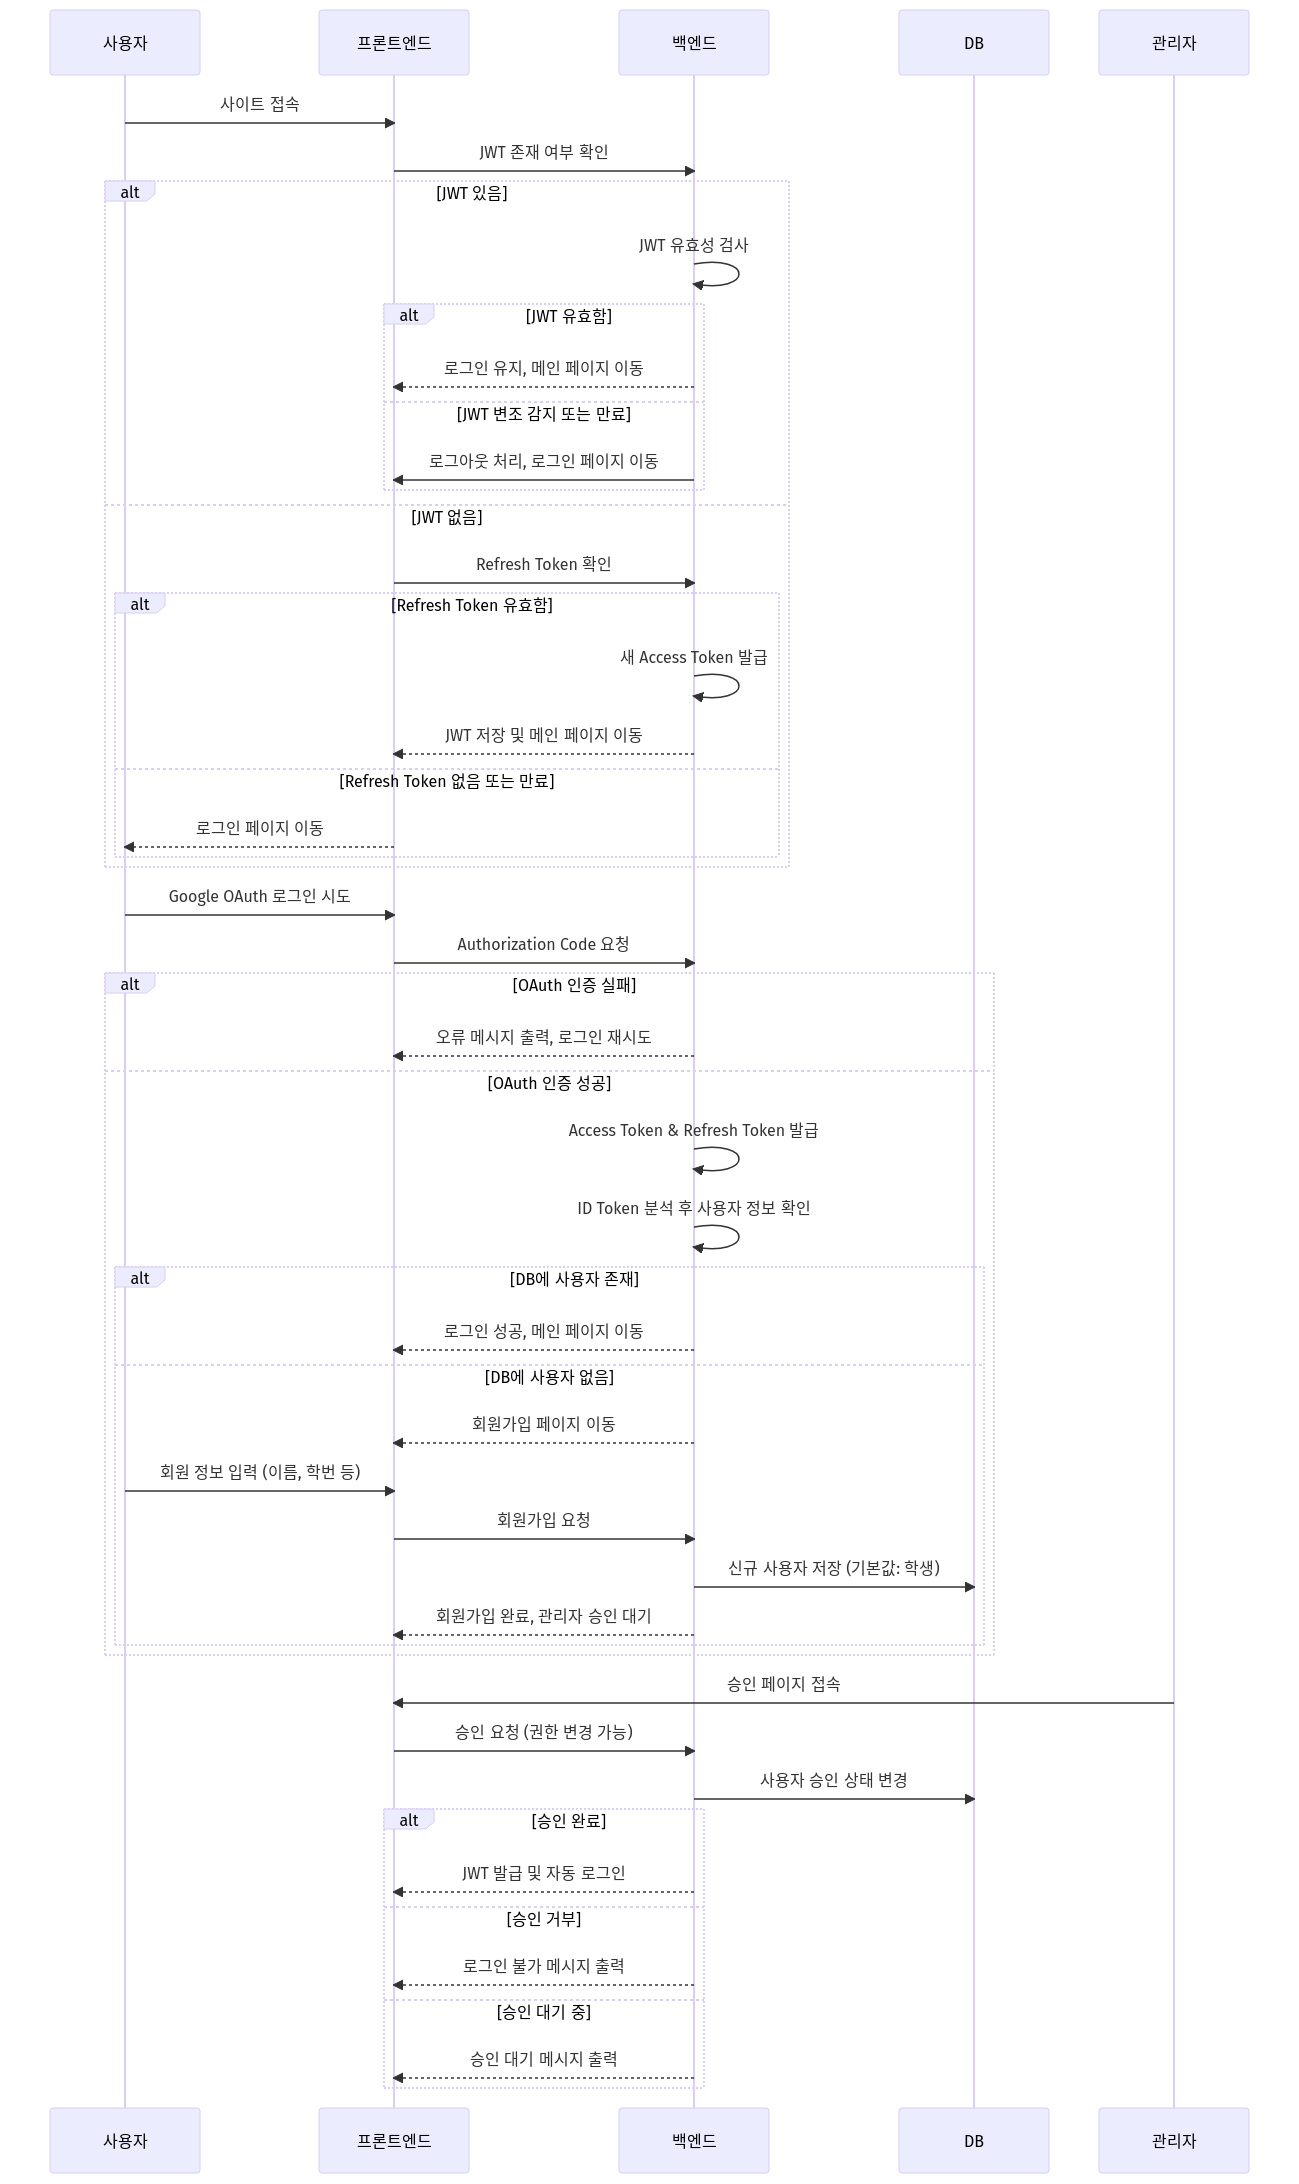 사용자
프론트엔드
백엔드
DB
관리자
사이트 접속
JWT 존재 여부 확인
alt
[JWT 있음]
JWT 유효성 검사
alt
[JWT 유효함]
로그인 유지, 메인 페이지 이동
[JWT 변조 감지 또는 만료]
로그아웃 처리, 로그인 페이지 이동
[JWT 없음]
Refresh Token 확인
alt
[Refresh Token 유효함]
새 Access Token 발급
JWT 저장 및 메인 페이지 이동
[Refresh Token 없음 또는 만료]
로그인 페이지 이동
Google OAuth 로그인 시도
Authorization Code 요청
alt
[OAuth 인증 실패]
오류 메시지 출력, 로그인 재시도
[OAuth 인증 성공]
Access Token & Refresh Token 발급
ID Token 분석 후 사용자 정보 확인
alt
[DB에 사용자 존재]
로그인 성공, 메인 페이지 이동
[DB에 사용자 없음]
회원가입 페이지 이동
회원 정보 입력 (이름, 학번 등)
회원가입 요청
신규 사용자 저장 (기본값: 학생)
회원가입 완료, 관리자 승인 대기
승인 페이지 접속
승인 요청 (권한 변경 가능)
사용자 승인 상태 변경
alt
[승인 완료]
JWT 발급 및 자동 로그인
[승인 거부]
로그인 불가 메시지 출력
[승인 대기 중]
승인 대기 메시지 출력
사용자
프론트엔드
백엔드
DB
관리자